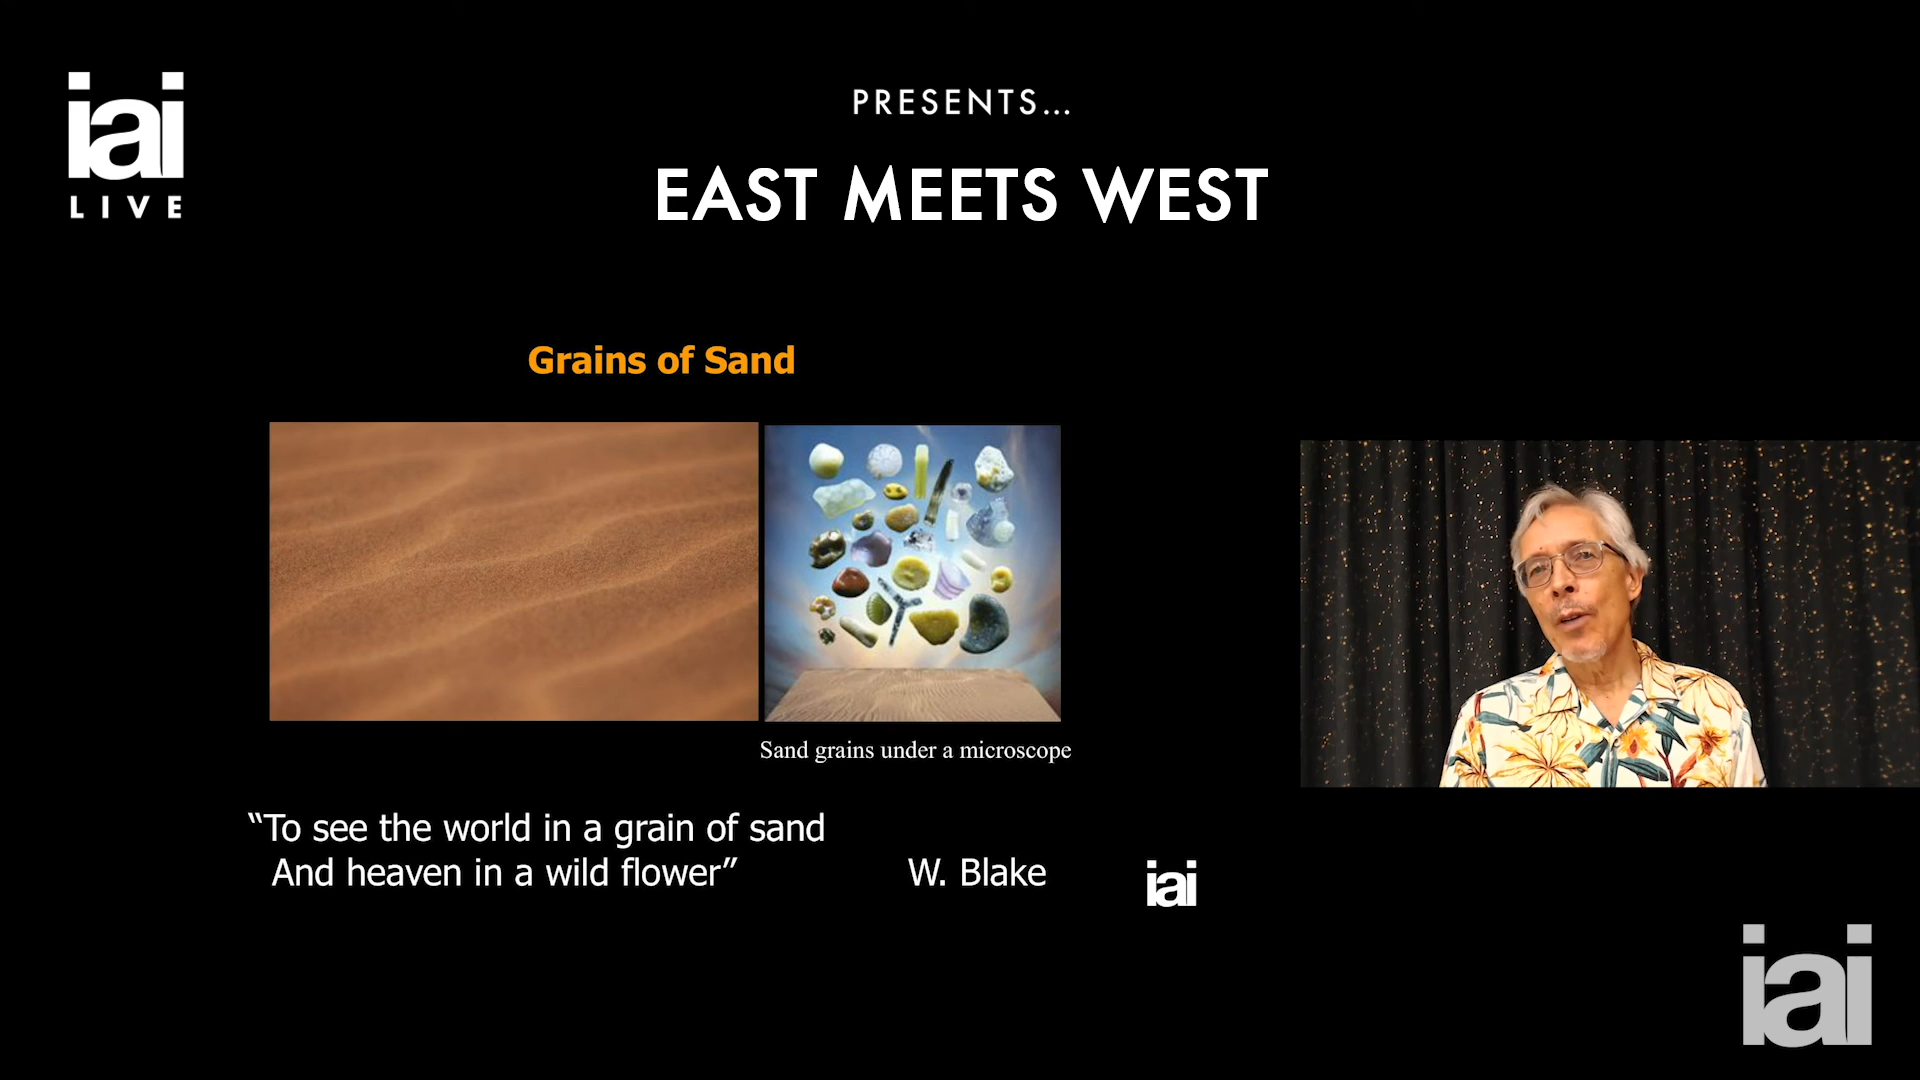 iai
LIVE
PRESENTS...
EAST MEETS WEST
Grains of Sand
Sand grains under a microscope
“To see the world in a grain of sand
And heaven in a wild flower”
W. Blake
iai
iai